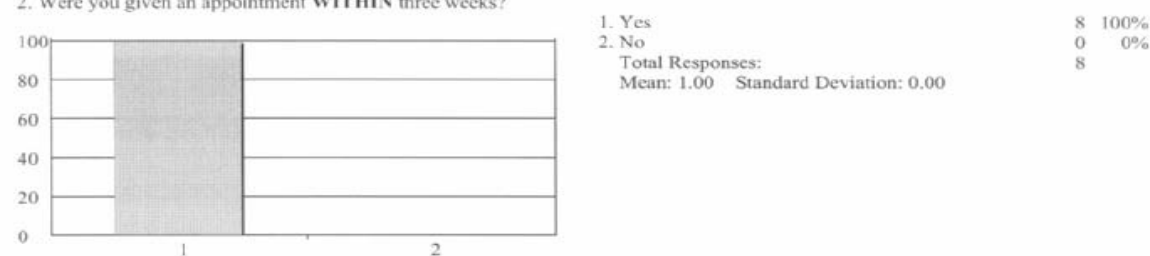 2. Were you given an appointment WITHIN three weeks?
1. Yes 8 100%
2. No 0 0%
Total Responses: 8
Mean: 1.00 Standard Deviation: 0.00
100
80
60
40
20
0
1 2